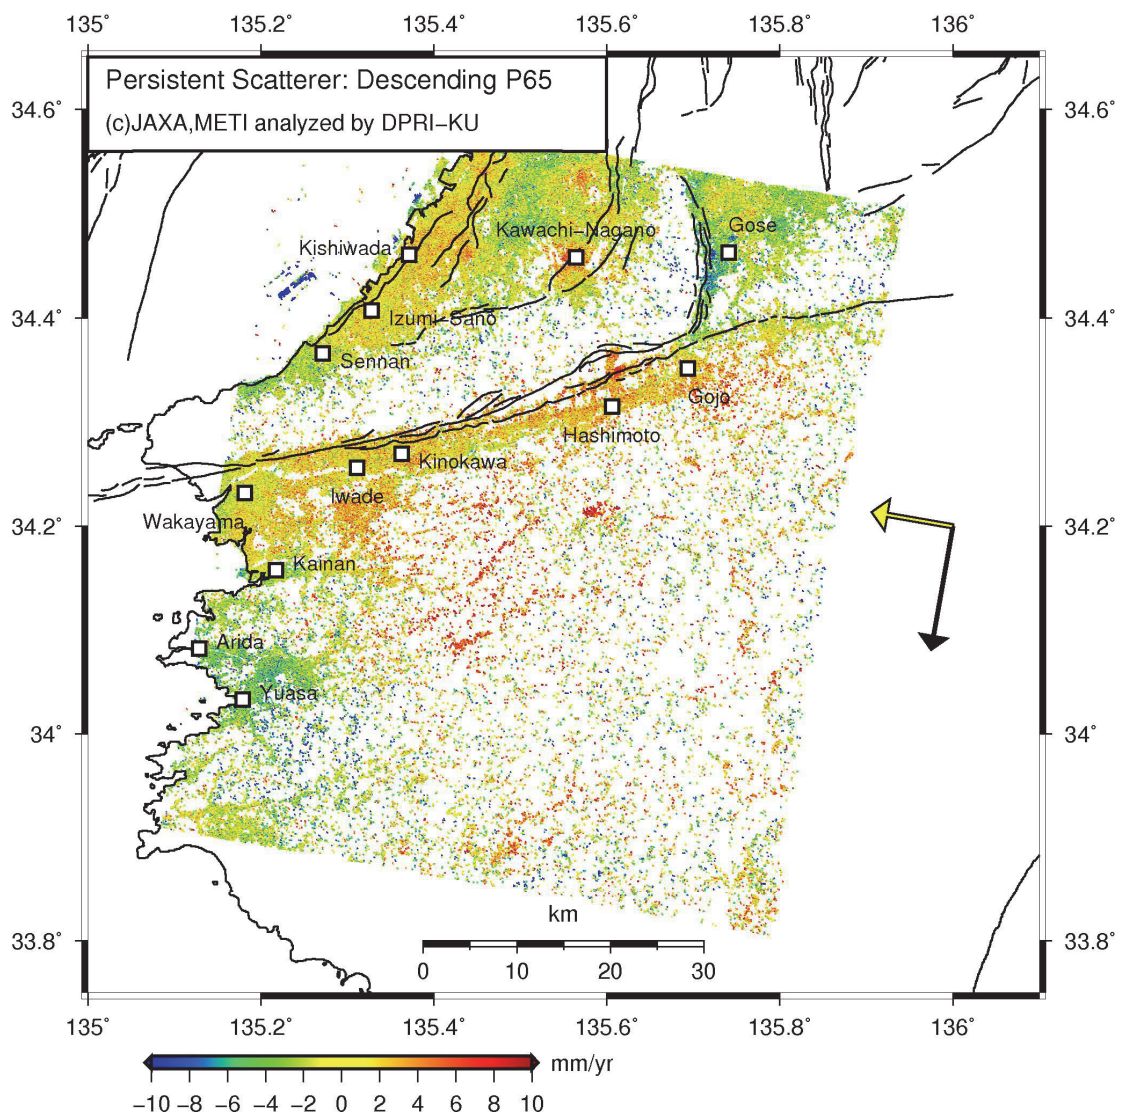 135° 135.2° 135.4° 135.6° 135.8° 136°
Persistent Scatterer: Descending P65
(c)JAXA,METI analyzed by DPRI−KU
34.6° 34.6°
Gose
Kawachi−Nagano
Kishiwada
Izumi−Sano
34.4° 34.4°
Sennan
Gojo
Hashimoto
Kinokawa
Iwade
Wakayama
34.2° 34.2°
Kainan
Arida
Yuasa
34° 34°
km
33.8° 33.8°
0 10 20 30
135° 135.2° 135.4° 135.6° 135.8° 136°
mm/yr
−10 −8 −6 −4 −2 0 2 4 6 8 10